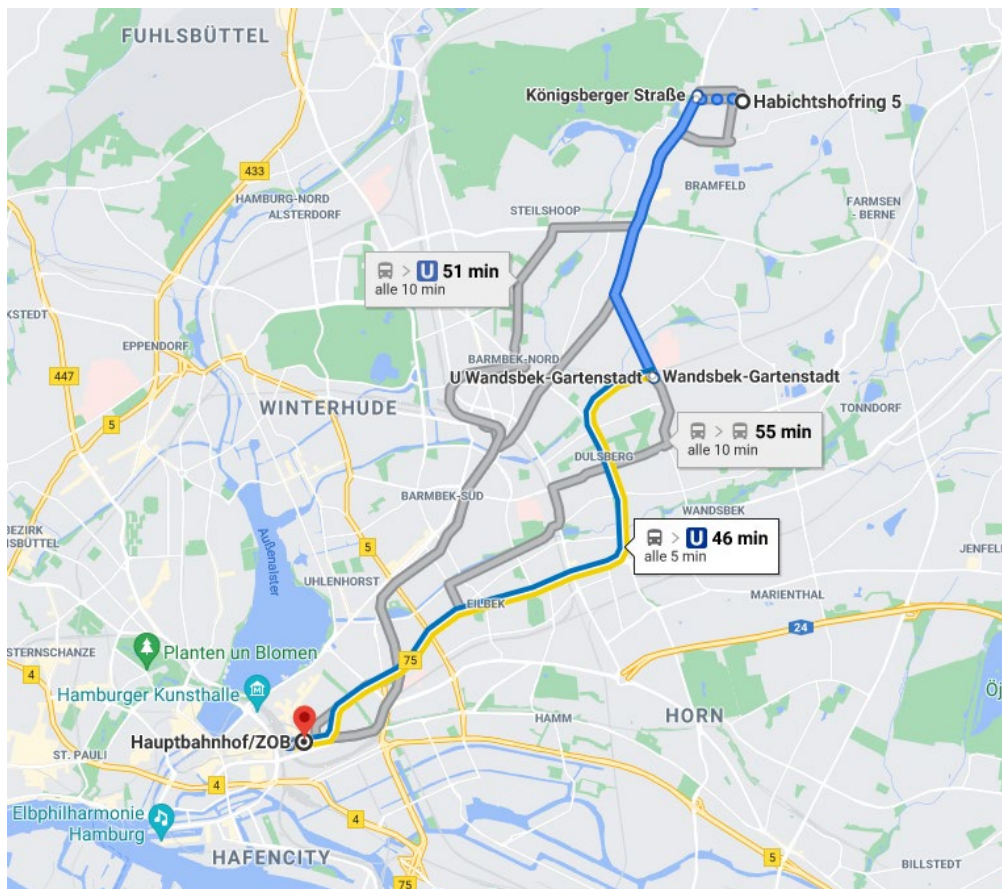 FUHLSBÜTTEL
Königsberger Straße
Habichtshofring 5
433
HAMBURG-NORD
ALSTERDORF
BRAMFELD
STEILSHOOP
FARMSEN
- BERNE
> U 51 min
alle 10 min
KSTEDT
EPPENDORF
447
5
BARMBEK-NORD
U Wandsbek-Gartenstadt
Wandsbek-Gartenstadt
WINTERHUDE
TONNDORF
> 55 min
alle 10 min
DULSBERG
BARMBEK-SÜD
WANDSBEK
BEZIRK
NSBÜTTEL
Außenalster
> U 46 min
alle 5 min
5
JENFEL
UHLENHORST
MARIENTHAL
EILBEK
24
STERNSCHANZE
Planten un Blomen
75
4
4
Hamburger Kunsthalle
Öj
HORN
HAMM
Hauptbahnhof/ZOB
ST. PAULI
4
4
Elbphilharmonie
Hamburg
HAFENCITY
5
BILLSTEDT
75